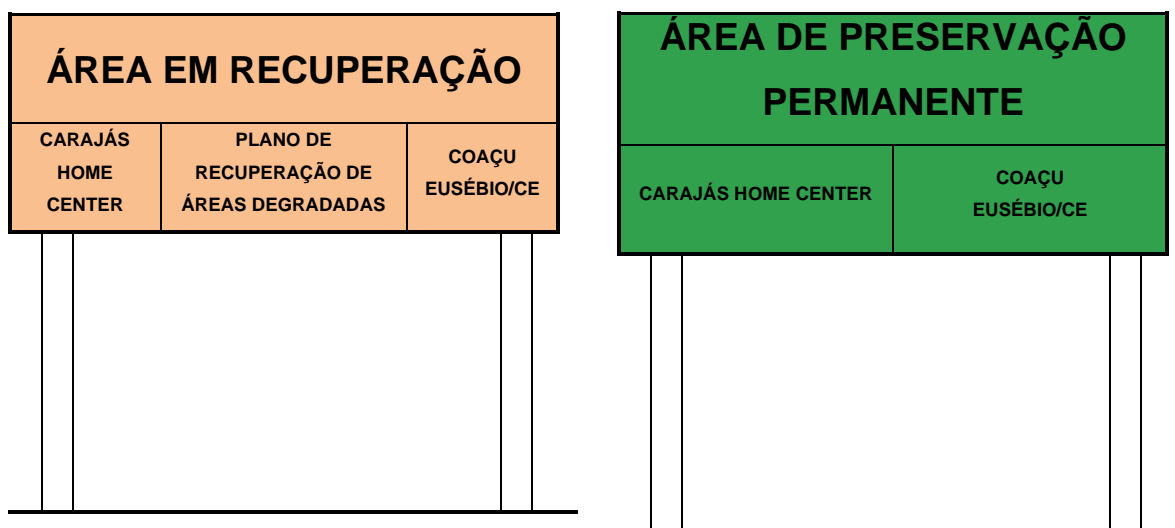 ÁREA EM RECUPERAÇÃO
CARAJÁS
HOME
CENTER
PLANO DE
RECUPERAÇÃO DE
ÁREAS DEGRADADAS
COAÇU
EUSÉBIO/CE
ÁREA DE PRESERVAÇÃO
PERMANENTE
CARAJÁS HOME CENTER
COAÇU
EUSÉBIO/CE